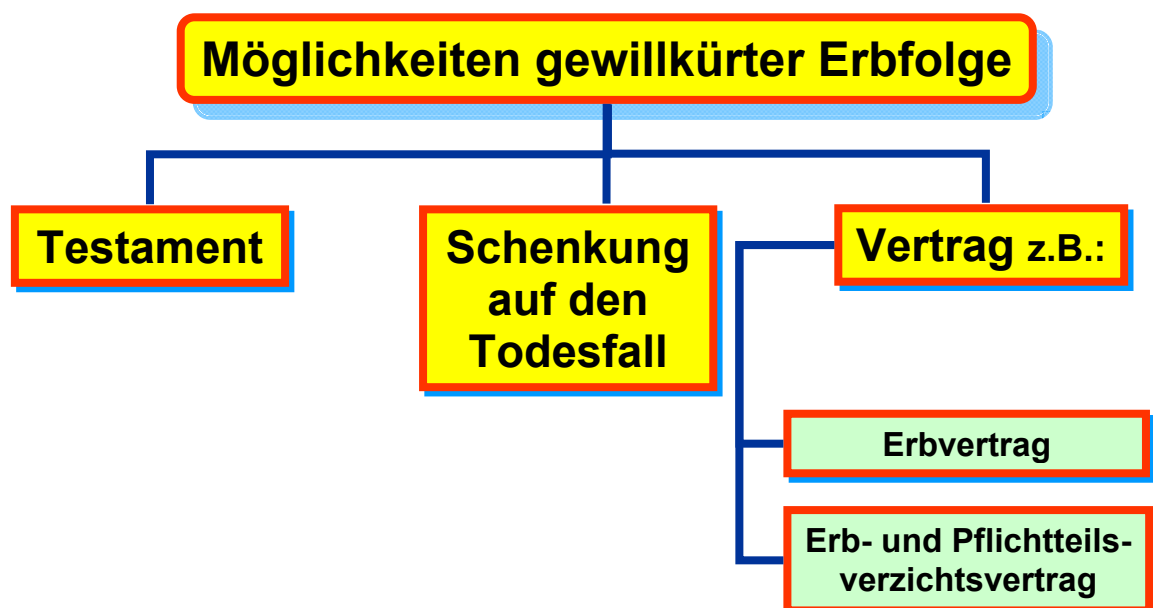 Möglichkeiten gewillkürter Erbfolge
Testament
Schenkung
auf den
Todesfall
Vertrag z.B.:
Erbvertrag
Erb- und Pflichtteils-
verzichtsvertrag